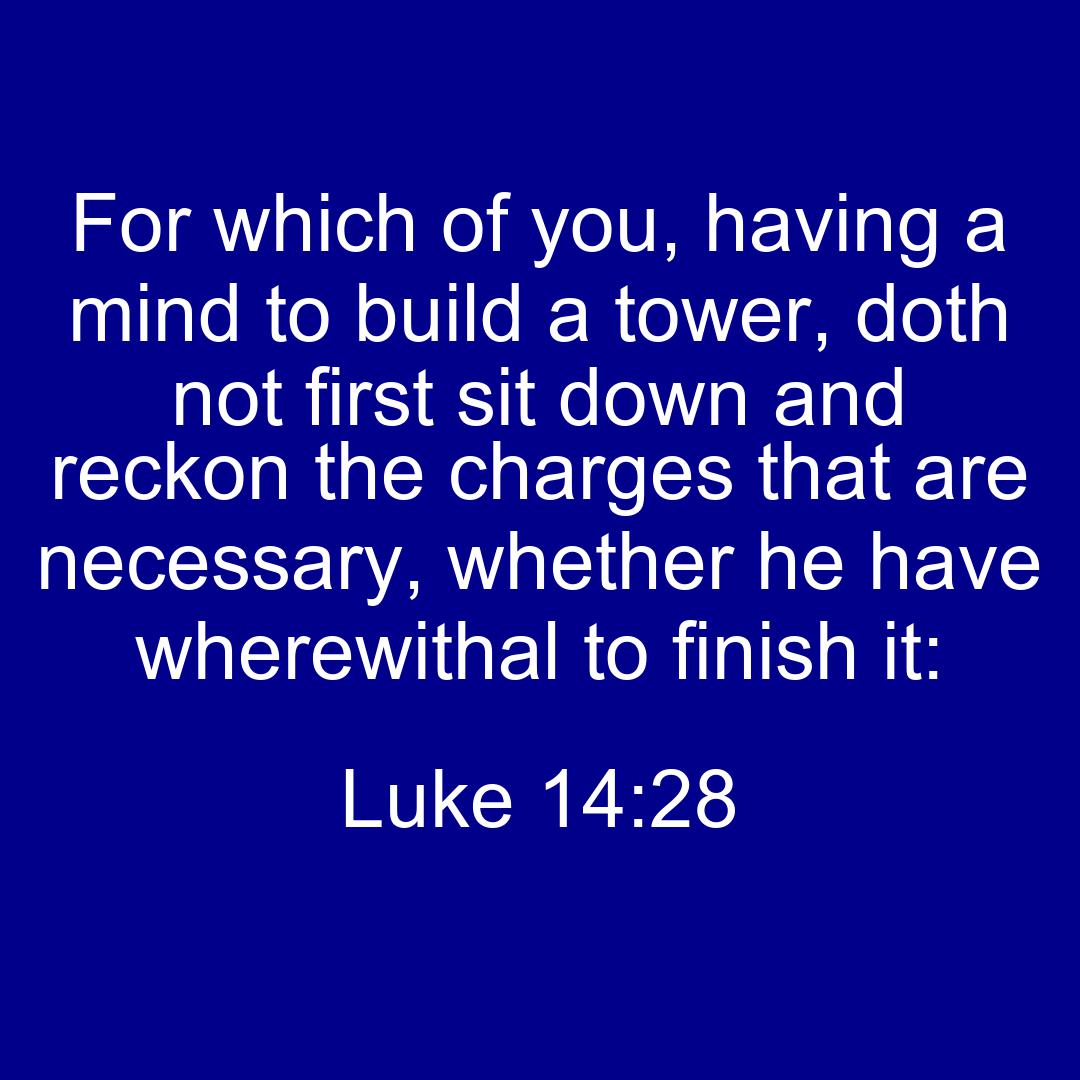 For which of you, having a
mind to build a tower, doth
not first sit down and
reckon the charges that are
necessary, whether he have
wherewithal to finish it:
Luke 14:28